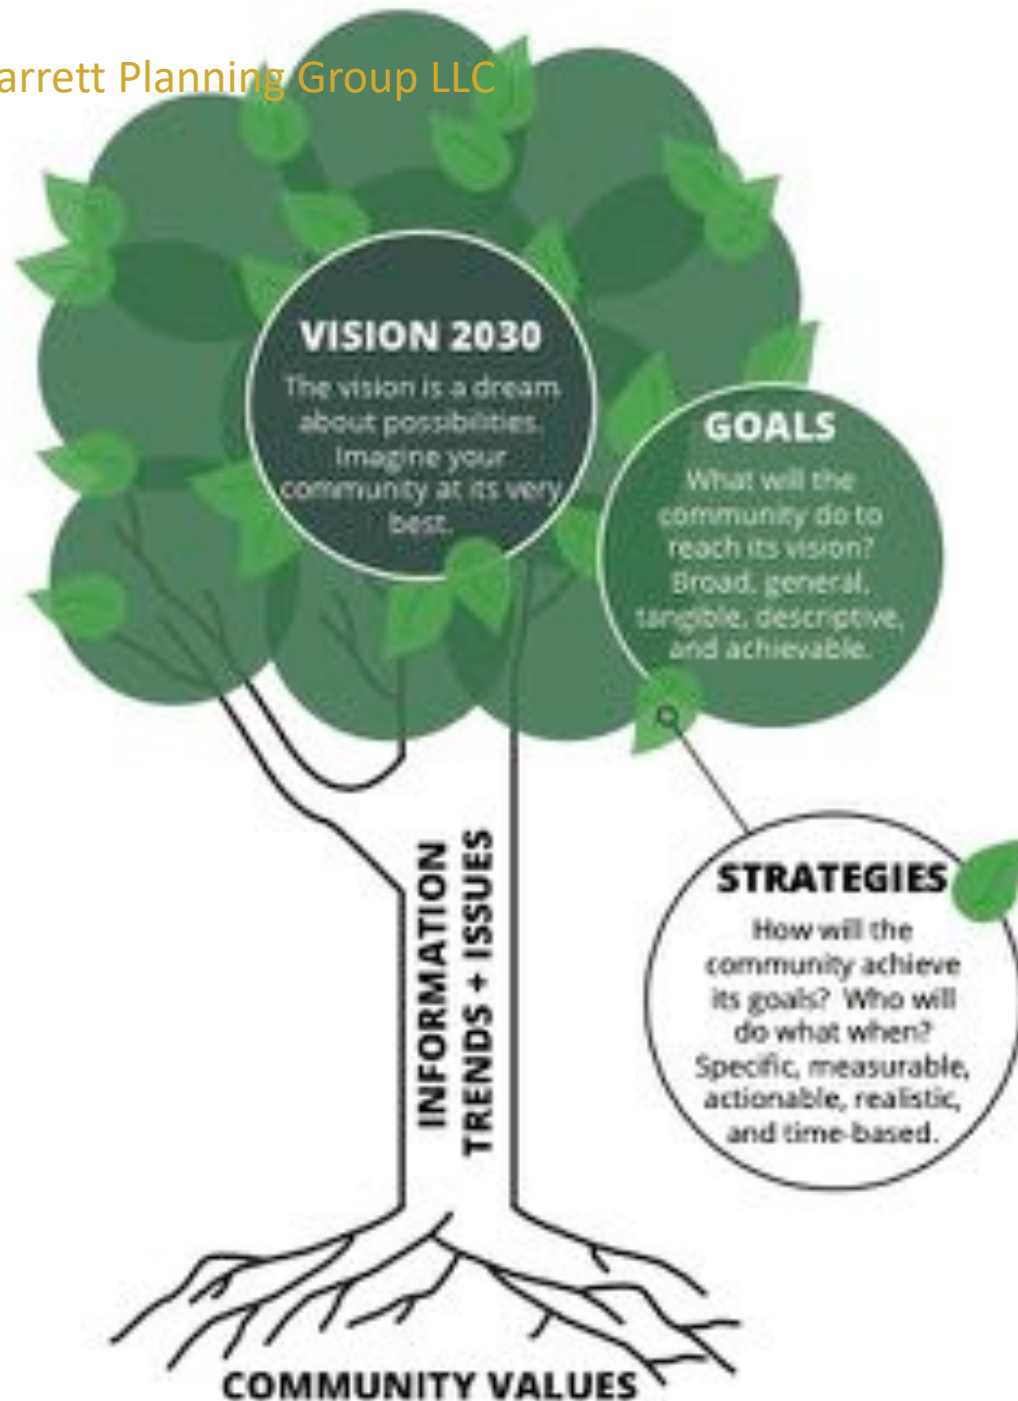 arrett Planning Group LLC
VISION 2030
The vision is a dream
about possibilities.
Imagine your
community at its very
best.
GOALS
What will the
community do to
reach its vision?
Broad, general,
tangible, descriptive,
and achievable.
INFORMATION
TRENDS + ISSUES
STRATEGIES
How will the
community achieve
its goals? Who will
do what when?
Specific, measurable,
actionable, realistic,
and time-based.
COMMUNITY VALUES